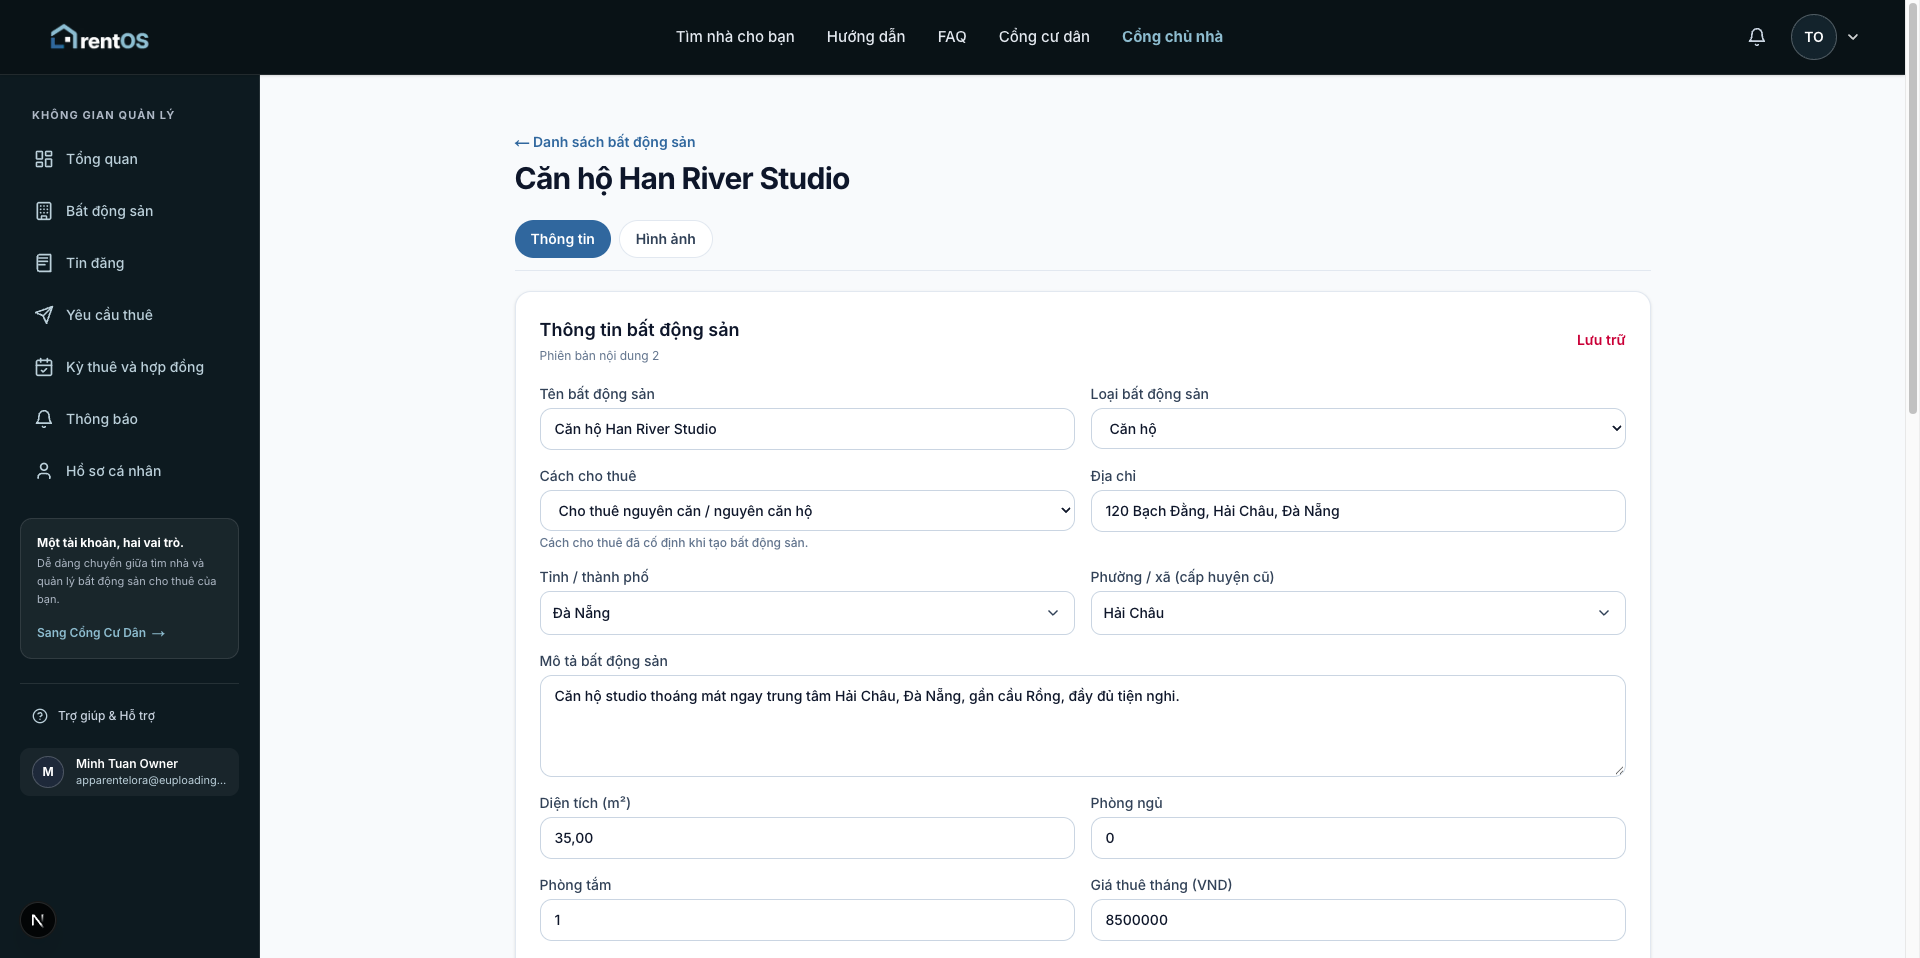 rentOS
Tìm nhà cho bạn
Hướng dẫn
FAQ
Cổng cư dân
Cổng chủ nhà
TO
KHÔNG GIAN QUẢN LÝ
Tổng quan
Bất động sản
Tin đăng
Yêu cầu thuê
Kỳ thuê và hợp đồng
Thông báo
Hồ sơ cá nhân
Một tài khoản, hai vai trò.
Dễ dàng chuyển giữa tìm nhà và
quản lý bất động sản cho thuê của
bạn.
Sang Cổng Cư Dân →
Trợ giúp & Hỗ trợ
M
Minh Tuan Owner
apparentelora@euploading...
N
← Danh sách bất động sản
Căn hộ Han River Studio
Thông tin
Hình ảnh
Thông tin bất động sản
Phiên bản nội dung 2
Lưu trữ
Tên bất động sản
Căn hộ Han River Studio
Loại bất động sản
Căn hộ
Cách cho thuê
Cho thuê nguyên căn / nguyên căn hộ
Cách cho thuê đã cố định khi tạo bất động sản.
Địa chỉ
120 Bạch Đằng, Hải Châu, Đà Nẵng
Tỉnh / thành phố
Đà Nẵng
Phường / xã (cấp huyện cũ)
Hải Châu
Mô tả bất động sản
Căn hộ studio thoáng mát ngay trung tâm Hải Châu, Đà Nẵng, gần cầu Rồng, đầy đủ tiện nghi.
Diện tích (m²)
35,00
Phòng ngủ
0
Phòng tắm
1
Giá thuê tháng (VND)
8500000